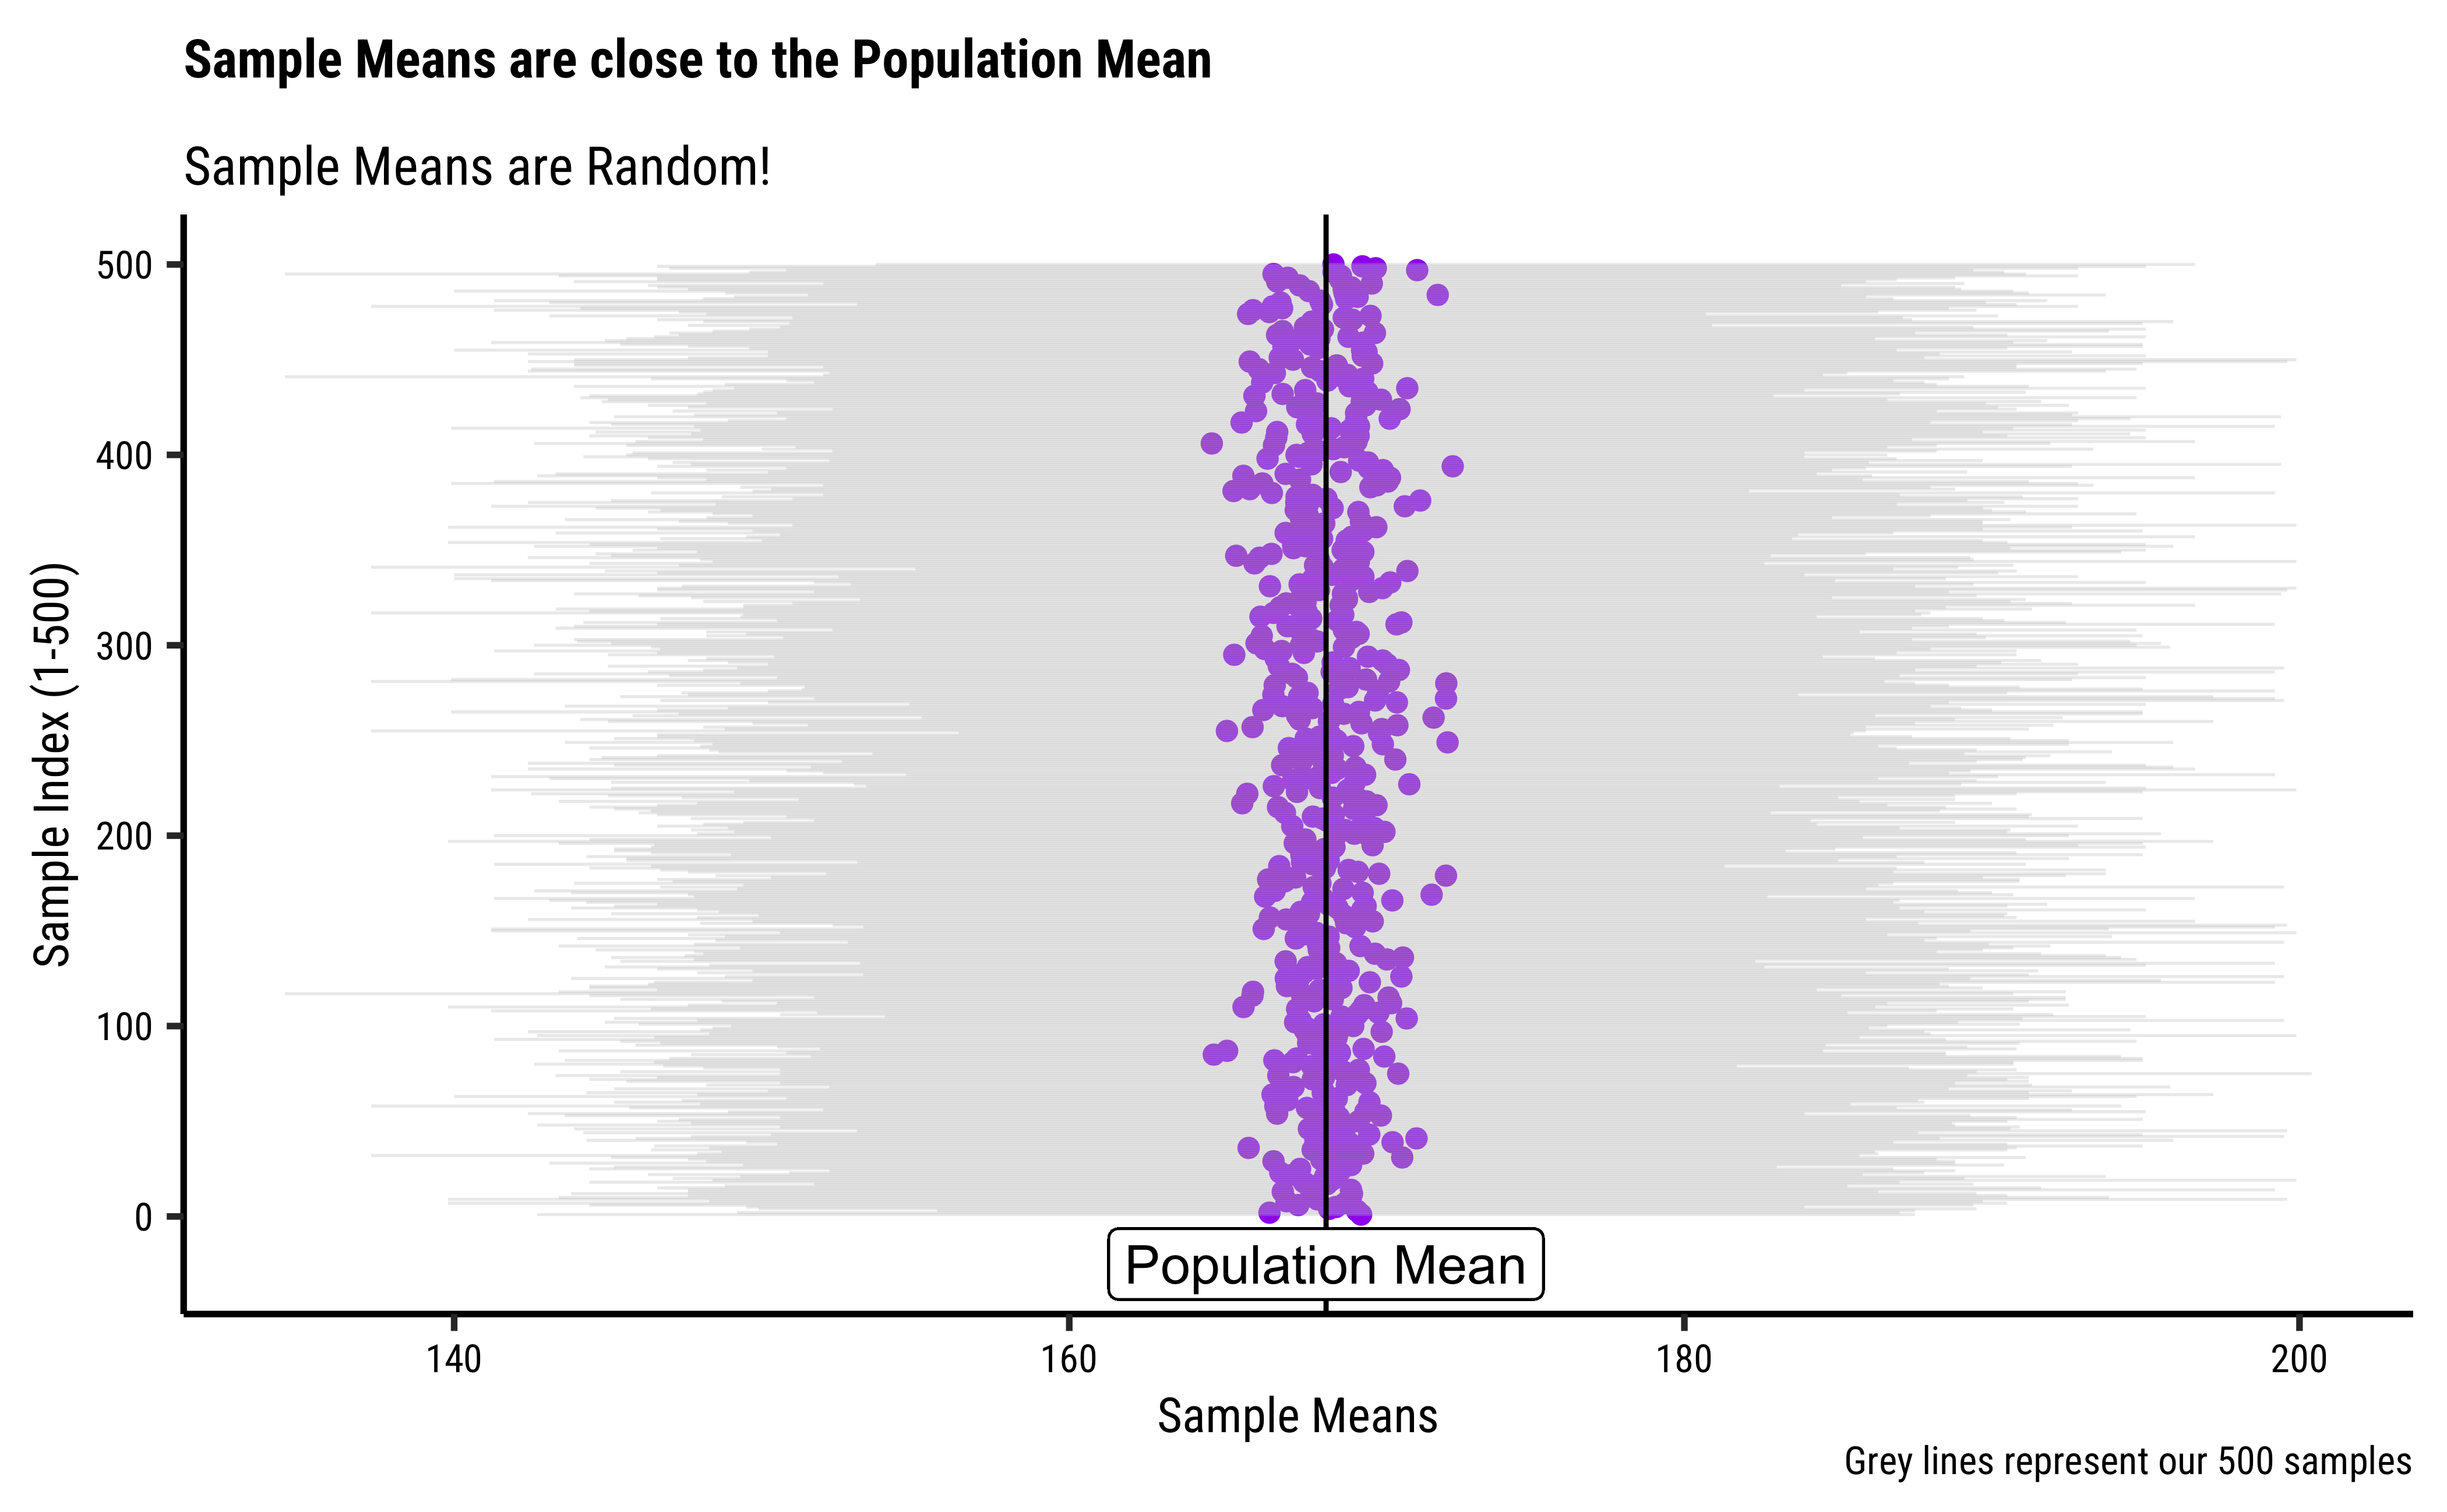 Sample Means are close to the Population Mean
Sample Means are Random!
500
400
300
200
100
0
Sample Index (1-500)
Population Mean
140
160
180
200
Sample Means
Grey lines represent our 500 samples